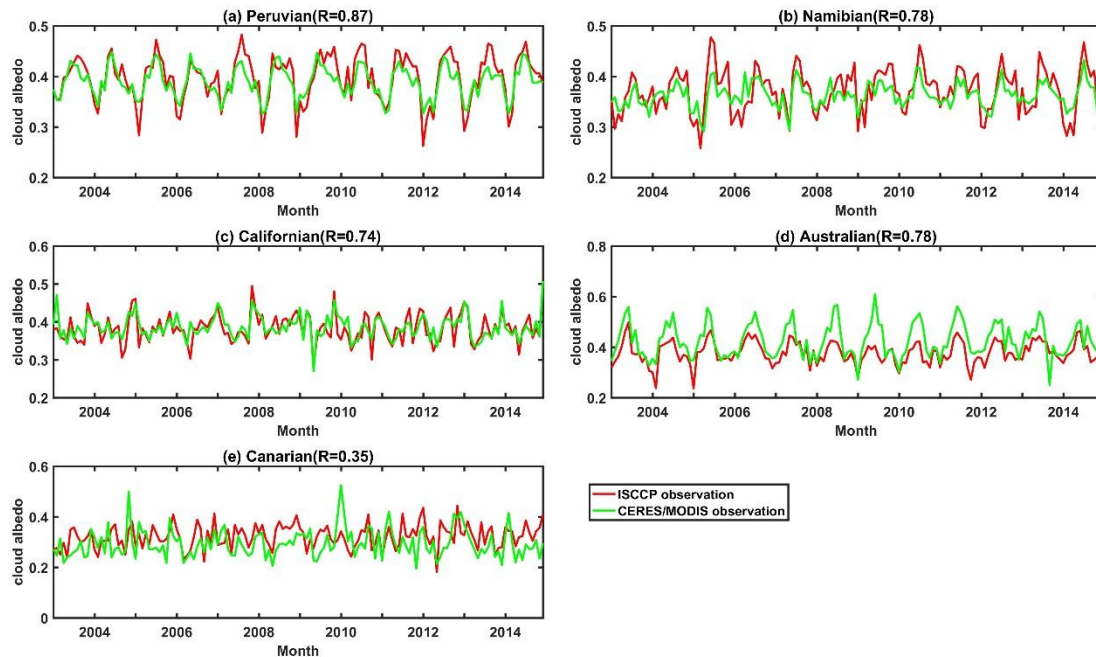 (a) Peruvian(R=0.87)
0.5
0.4
0.3
0.2
cloud albedo
2004 2006 2008 2010 2012 2014
Month
(b) Namibian(R=0.78)
0.5
0.4
0.3
0.2
cloud albedo
2004 2006 2008 2010 2012 2014
Month
(c) Californian(R=0.74)
0.6
0.5
0.4
0.3
0.2
cloud albedo
2004 2006 2008 2010 2012 2014
Month
(d) Australian(R=0.78)
0.8
0.6
0.4
0.2
cloud albedo
2004 2006 2008 2010 2012 2014
Month
(e) Canarian(R=0.35)
0.6
0.4
0.2
0
cloud albedo
2004 2006 2008 2010 2012 2014
Month
ISCCP observation
CERES/MODIS observation